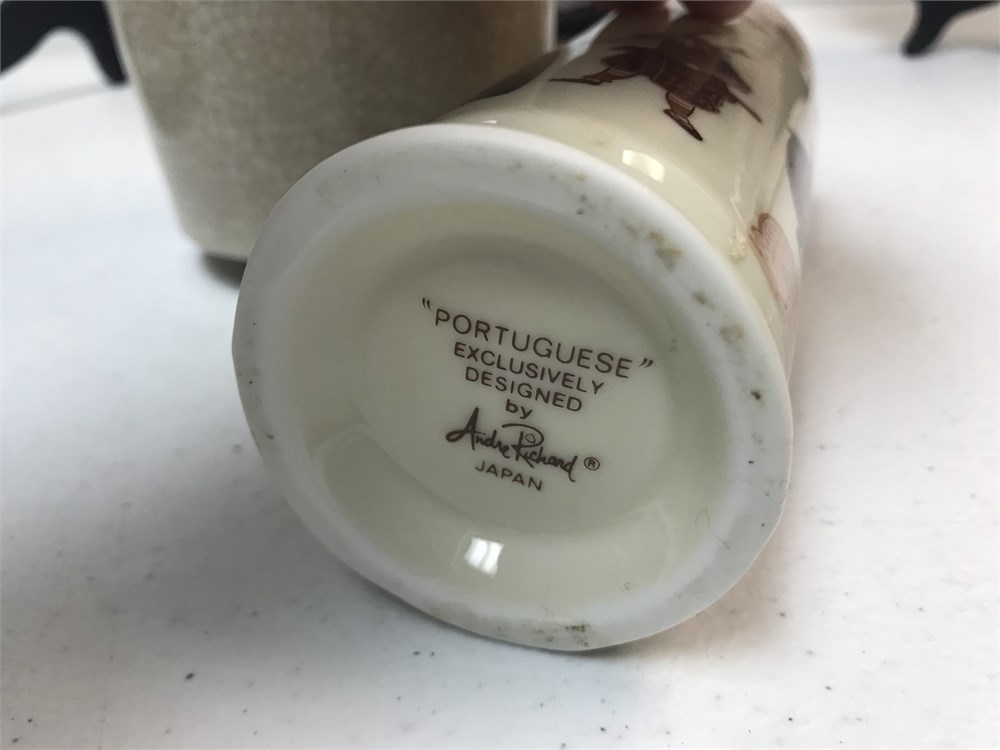 "PORTUGUESE"
EXCLUSIVELY
DESIGNED
by
Andre Richard ®
JAPAN